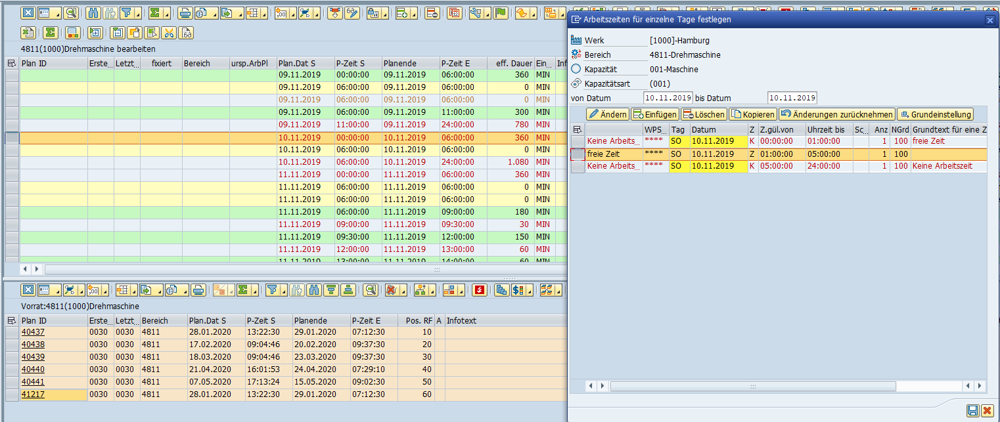 4811(1000)Drehmaschine bearbeiten
Plan ID Erste... Letzt... fixiert Bereich ursp.ArbPl Plan.Dat S P-Zeit S Planende P-Zeit E eff. Dauer Ein... Inf
09.11.2019 00:00:00 09.11.2019 06:00:00 360 MIN
09.11.2019 06:00:00 09.11.2019 06:00:00 0 MIN
09.11.2019 06:00:00 09.11.2019 06:00:00 0 MIN
09.11.2019 06:00:00 09.11.2019 11:00:00 300 MIN
09.11.2019 11:00:00 09.11.2019 24:00:00 780 MIN
10.11.2019 00:00:00 10.11.2019 06:00:00 360 MIN
10.11.2019 06:00:00 10.11.2019 06:00:00 0 MIN
10.11.2019 06:00:00 10.11.2019 24:00:00 1.080 MIN
11.11.2019 00:00:00 11.11.2019 06:00:00 360 MIN
11.11.2019 06:00:00 11.11.2019 06:00:00 0 MIN
11.11.2019 06:00:00 11.11.2019 06:00:00 0 MIN
11.11.2019 06:00:00 11.11.2019 09:00:00 180 MIN
11.11.2019 09:00:00 11.11.2019 09:30:00 30 MIN
11.11.2019 09:30:00 11.11.2019 12:00:00 150 MIN
11.11.2019 12:00:00 11.11.2019 13:00:00 60 MIN
11.11.2019 13:00:00 11.11.2019 14:00:00 60 MIN
Vorrat:4811(1000)Drehmaschine
Plan ID Erste... Letzt... Bereich Plan.Dat S P-Zeit S Planende P-Zeit E Pos. RF A Infotext
40437 0030 0030 4811 28.01.2020 13:22:30 29.01.2020 07:12:30 10
40438 0030 0030 4811 17.02.2020 09:04:46 20.02.2020 09:37:30 20
40439 0030 0030 4811 18.03.2020 09:04:46 23.03.2020 09:37:30 30
40440 0030 0030 4811 21.04.2020 16:01:53 24.04.2020 07:29:10 40
40441 0030 0030 4811 07.05.2020 17:13:24 15.05.2020 09:02:30 50
41217 0030 0030 4811 28.01.2020 13:22:30 29.01.2020 07:12:30 60
Arbeitszeiten für einzelne Tage festlegen
Werk [1000]-Hamburg
Bereich 4811-Drehmaschine
Kapazität 001-Maschine
Kapazitätsart (001)
von Datum 10.11.2019 bis Datum 10.11.2019
Ändern Einfügen Löschen Kopieren Änderungen zurücknehmen Grundeinstellung
WPS... Tag Datum Z Z.gül.von Uhrzeit bis Sc... Anz NGrd Grundtext für eine Z
Keine Arbeits... **** SO 10.11.2019 K 00:00:00 01:00:00 1 100 freie Zeit
freie Zeit **** SO 10.11.2019 Z 01:00:00 05:00:00 1 100
Keine Arbeits... **** SO 10.11.2019 K 05:00:00 24:00:00 1 100 Keine Arbeitszeit